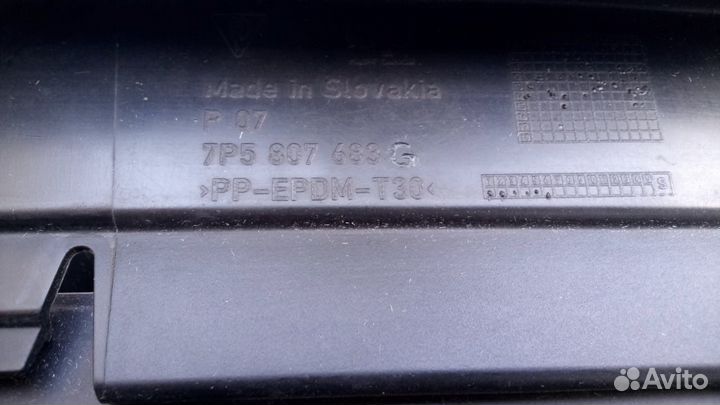 Made in Slovakia
P 07
7P5 807 683 G
>PP-EPDM-T30<
Avito